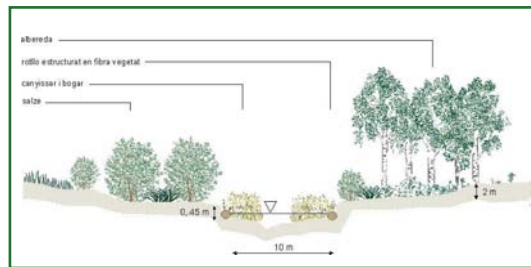 albereda
rotllo estructurat en fibra vegetal
canyissar i bogar
salze
0,45 m
2 m
10 m